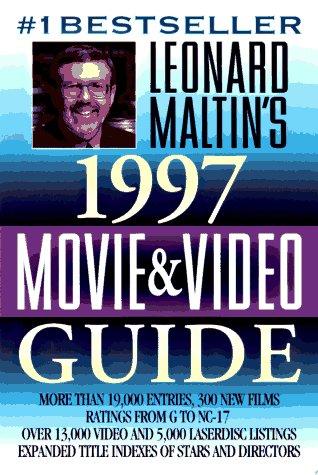 #1 BESTSELLER
LEONARD
MALTIN'S
1997
MOVIE & VIDEO
GUIDE
MORE THAN 19,000 ENTRIES, 300 NEW FILMS
RATINGS FROM G TO NC-17
OVER 13,000 VIDEO AND 5,000 LASERDISC LISTINGS
EXPANDED TITLE INDEXES OF STARS AND DIRECTORS